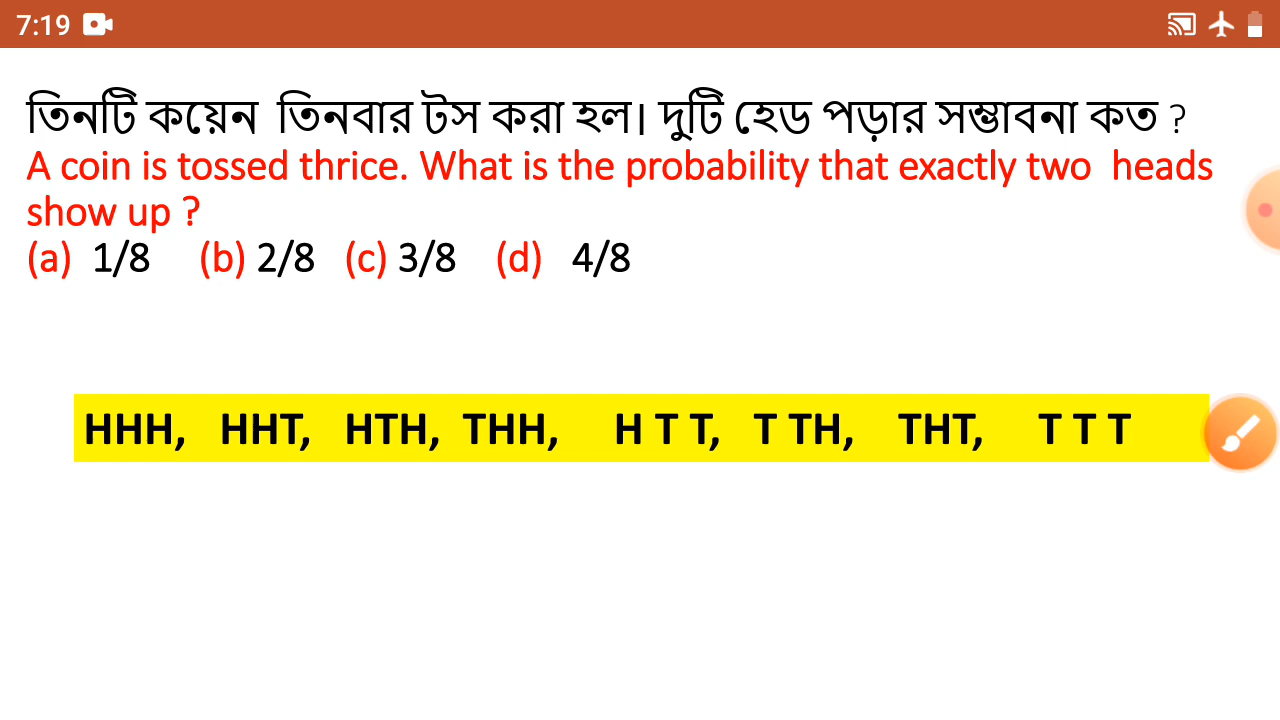 7:19
তিনটি কয়েন তিনবার টস করা হল। দুটি হেড পড়ার সম্ভাবনা কত ?
A coin is tossed thrice. What is the probability that exactly two heads
show up ?
(a) 1/8 (b) 2/8 (c) 3/8 (d) 4/8
HHH, HHT, HTH, THH, H T T, T TH, THT, T T T